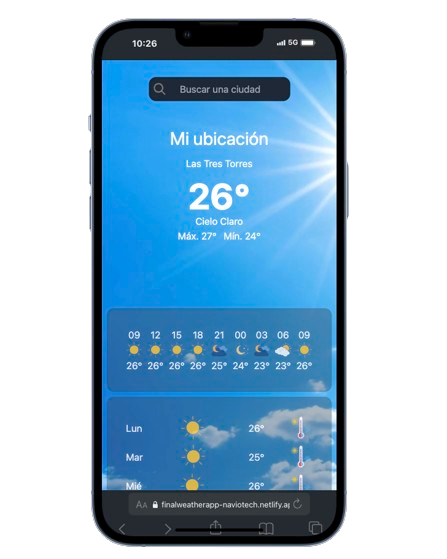 10:26 5G
Buscar una ciudad
Mi ubicación
Las Tres Torres
26°
Cielo Claro
Máx. 27° Mín. 24°
09 12 15 18 21 00 03 06 09
26° 26° 26° 26° 25° 24° 23° 23° 26°
Lun 26°
Mar 25°
Mié
AA finalweatherapp-naviotech.netlify.a